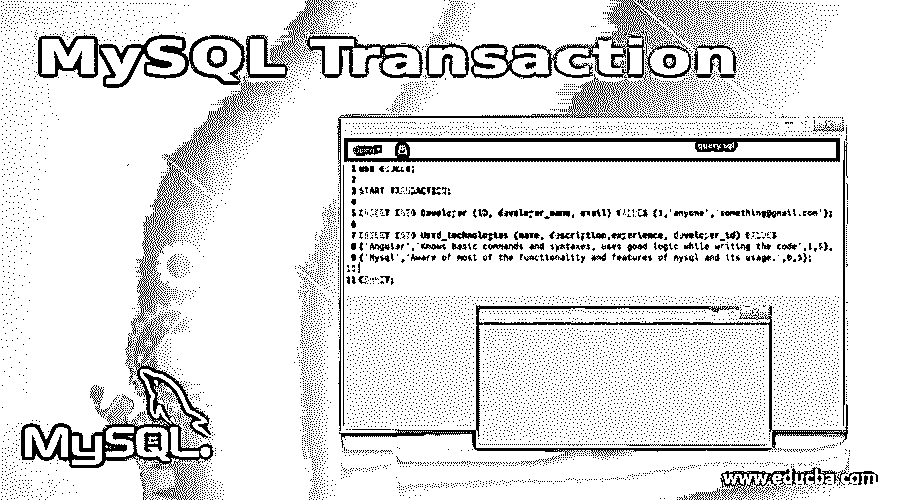 MySQL Transaction
query.sql
1 use educba;
2
3 START TRANSACTION;
4
5 INSERT INTO Developer (ID, developer_name, email) VALUES (1,'anyone','something@gmail.com');
6
7 INSERT INTO Used_technologies (name, description,experience, developer_id) VALUES
8 ('Angular','Knows basic commands and syntaxes, uses good logic while writing the code',1,5),
9 ('Mysql','Aware of most of the functionality and features of mysql and its usage.',0,5);
10
11 COMMIT;
MySQL.
www.educba.com